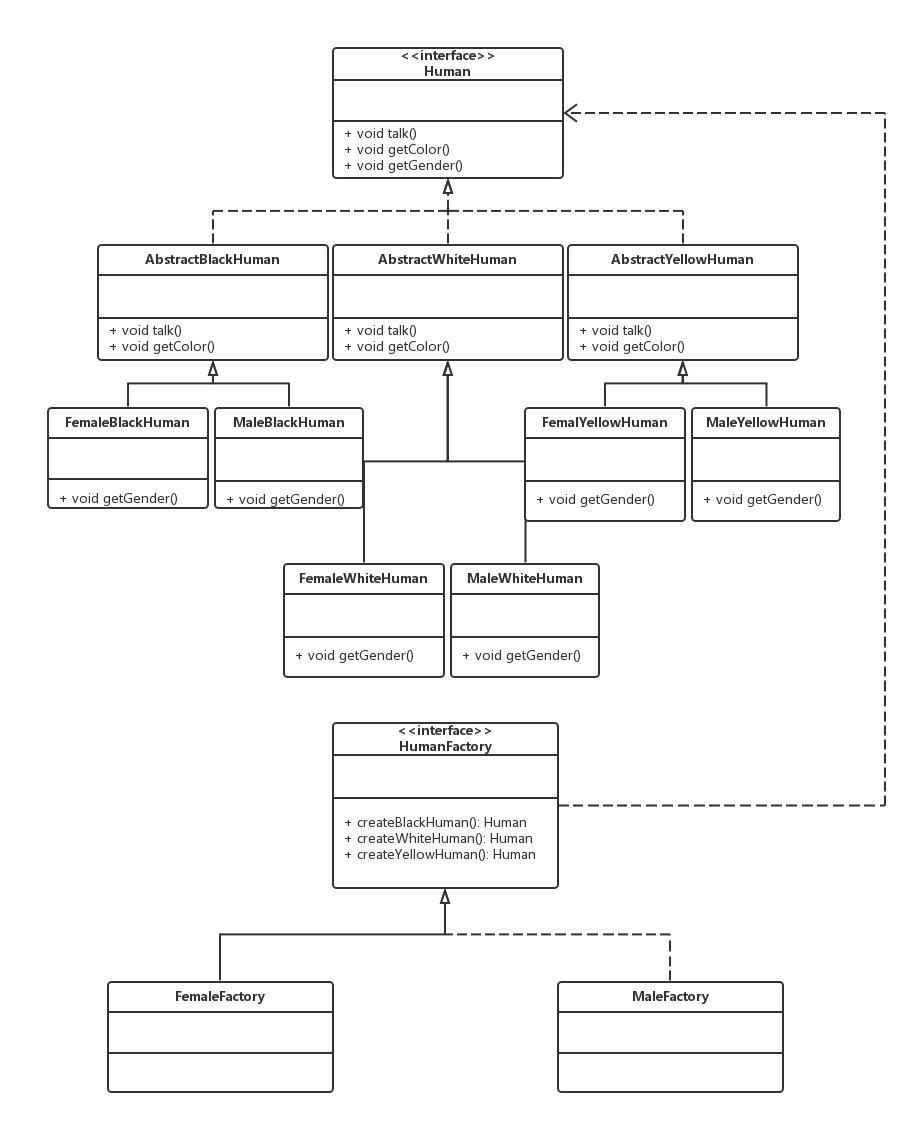 <<interface>>
Human
+ void talk()
+ void getColor()
+ void getGender()
AbstractBlackHuman
+ void talk()
+ void getColor()
AbstractWhiteHuman
+ void talk()
+ void getColor()
AbstractYellowHuman
+ void talk()
+ void getColor()
FemaleBlackHuman
+ void getGender()
MaleBlackHuman
+ void getGender()
FemalYellowHuman
+ void getGender()
MaleYellowHuman
+ void getGender()
FemaleWhiteHuman
+ void getGender()
MaleWhiteHuman
+ void getGender()
<<interface>>
HumanFactory
+ createBlackHuman(): Human
+ createWhiteHuman(): Human
+ createYellowHuman(): Human
FemaleFactory
MaleFactory